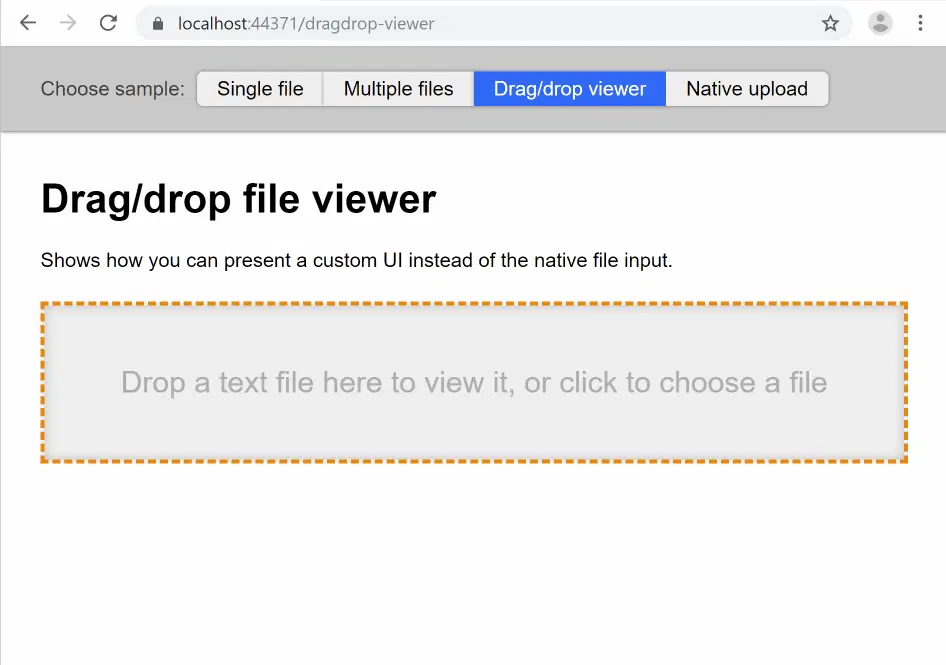 localhost:44371/dragdrop-viewer
Choose sample: Single file Multiple files Drag/drop viewer Native upload
Drag/drop file viewer
Shows how you can present a custom UI instead of the native file input.
Drop a text file here to view it, or click to choose a file